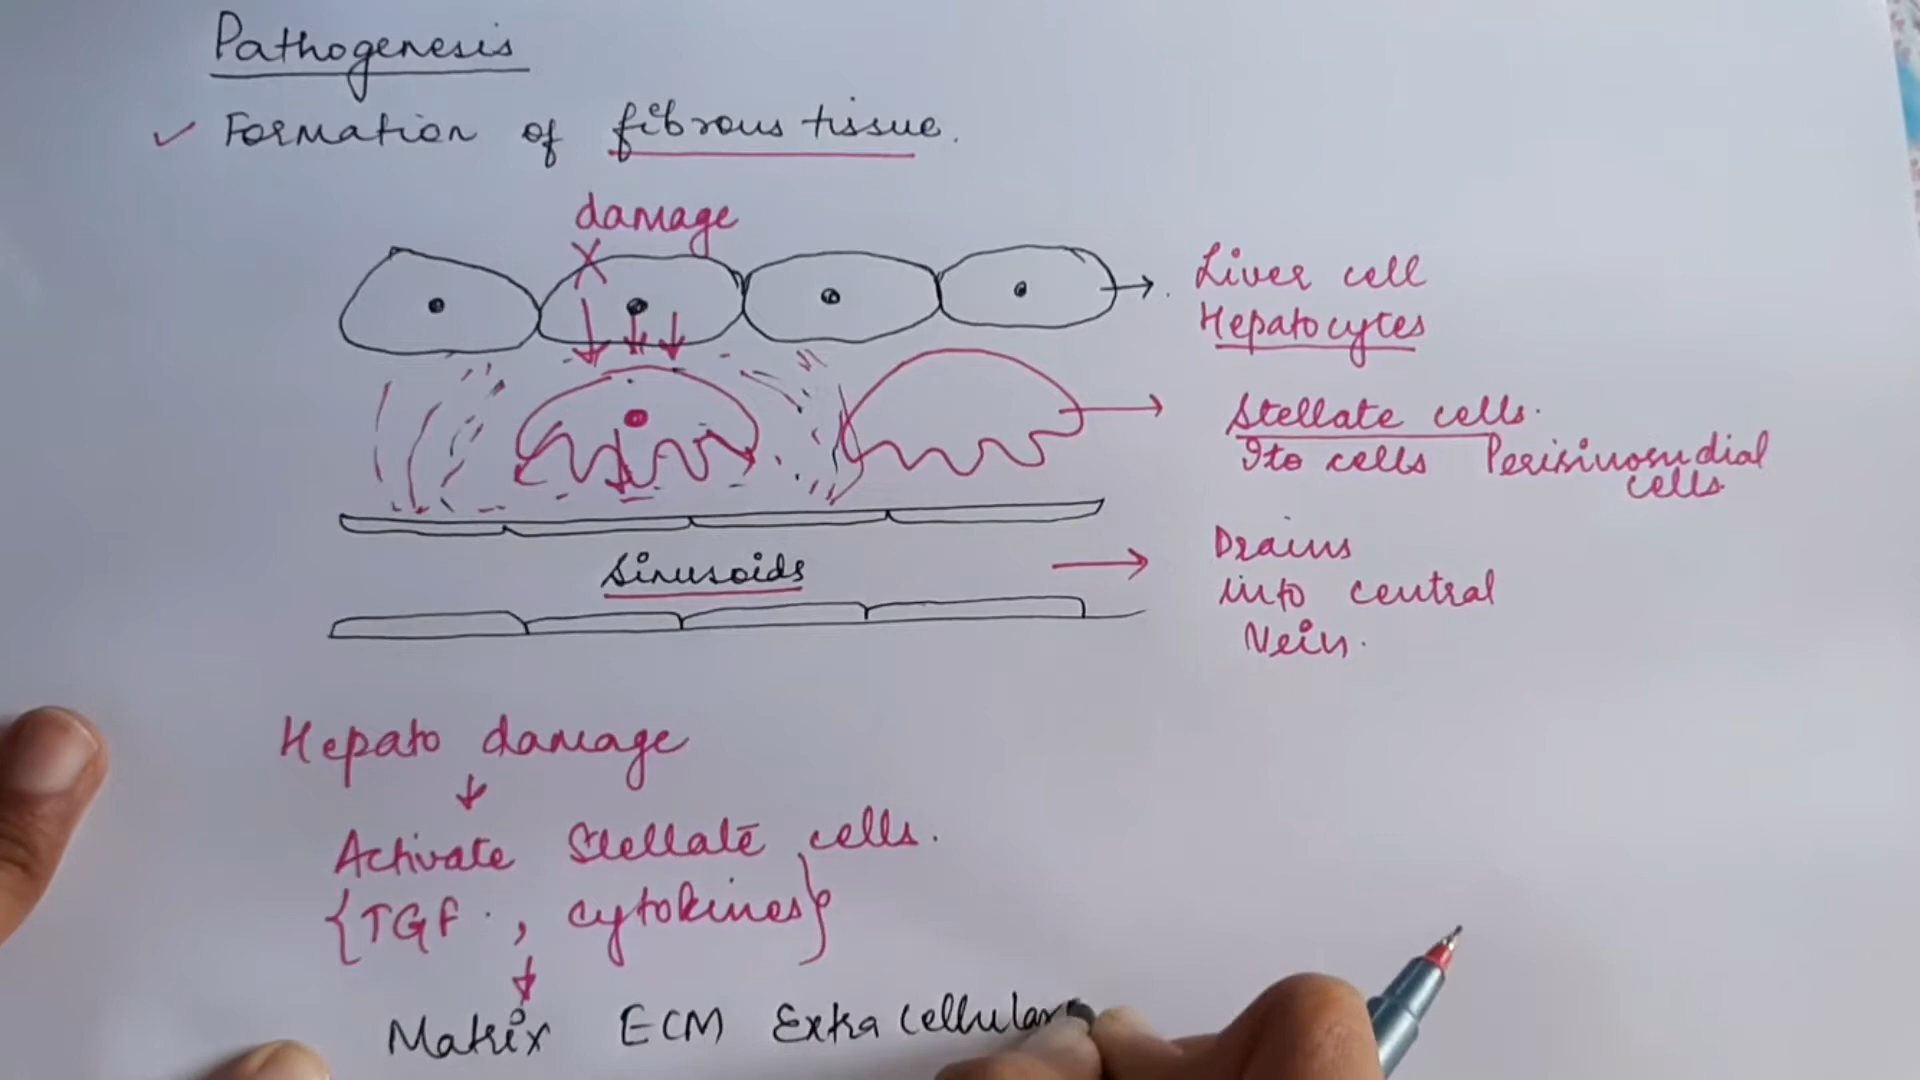 Pathogenesis
✓ Formation of fibrous tissue.
damage
Liver cell
Hepatocytes
Stellate cells.
Ito cells Perisinosudial
cells
Sinusoids
Drains
into central
Vein.
Hepato damage
↓
Activate Stellate cells.
{TGF , cytokines}
↓
Matrix ECM Extra cellular